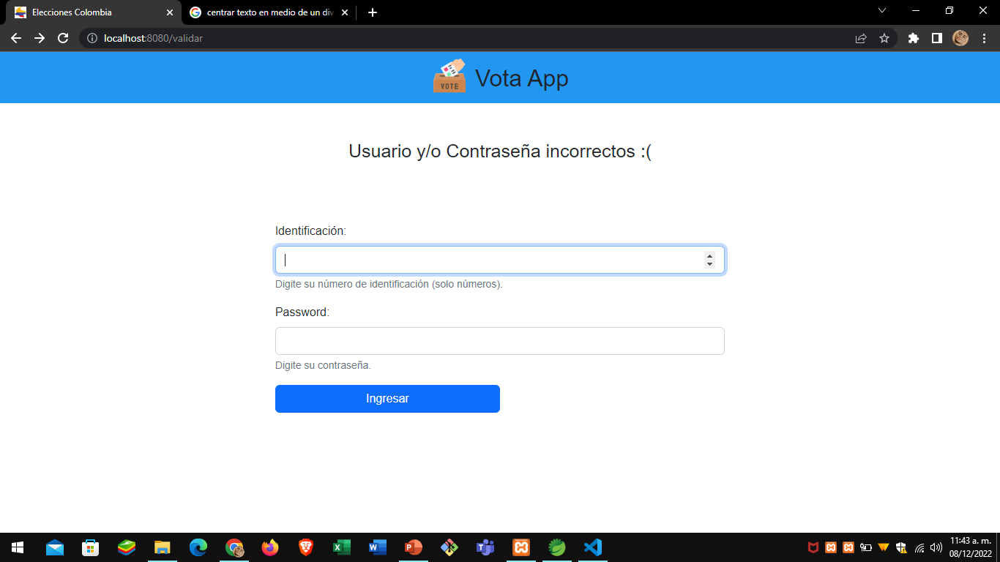 Elecciones Colombia
centrar texto en medio de un div
localhost:8080/validar
VOTE
Vota App
Usuario y/o Contraseña incorrectos :(
Identificación:
Digite su número de identificación (solo números).
Password:
Digite su contraseña.
Ingresar
11:43 a. m.
08/12/2022